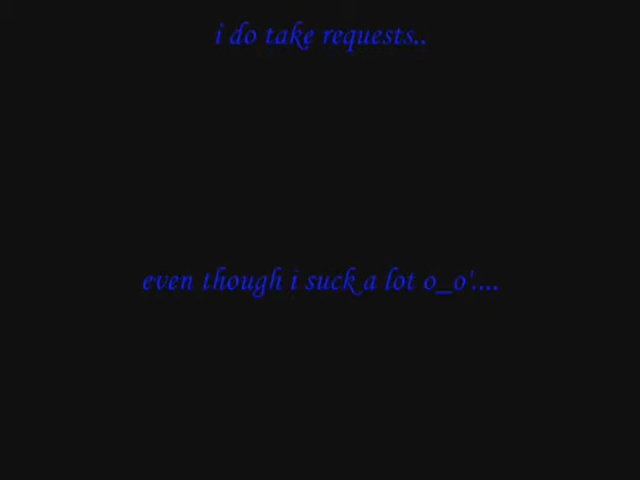 i do take requests..
even though i suck a lot o_o'....